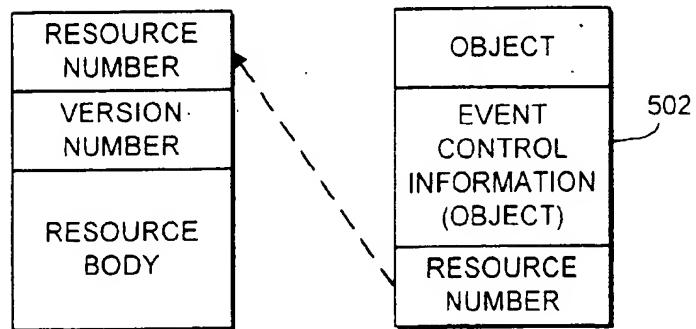 RESOURCE
NUMBER
VERSION
NUMBER
RESOURCE
BODY
OBJECT
EVENT
CONTROL
INFORMATION
(OBJECT)
RESOURCE
NUMBER
502